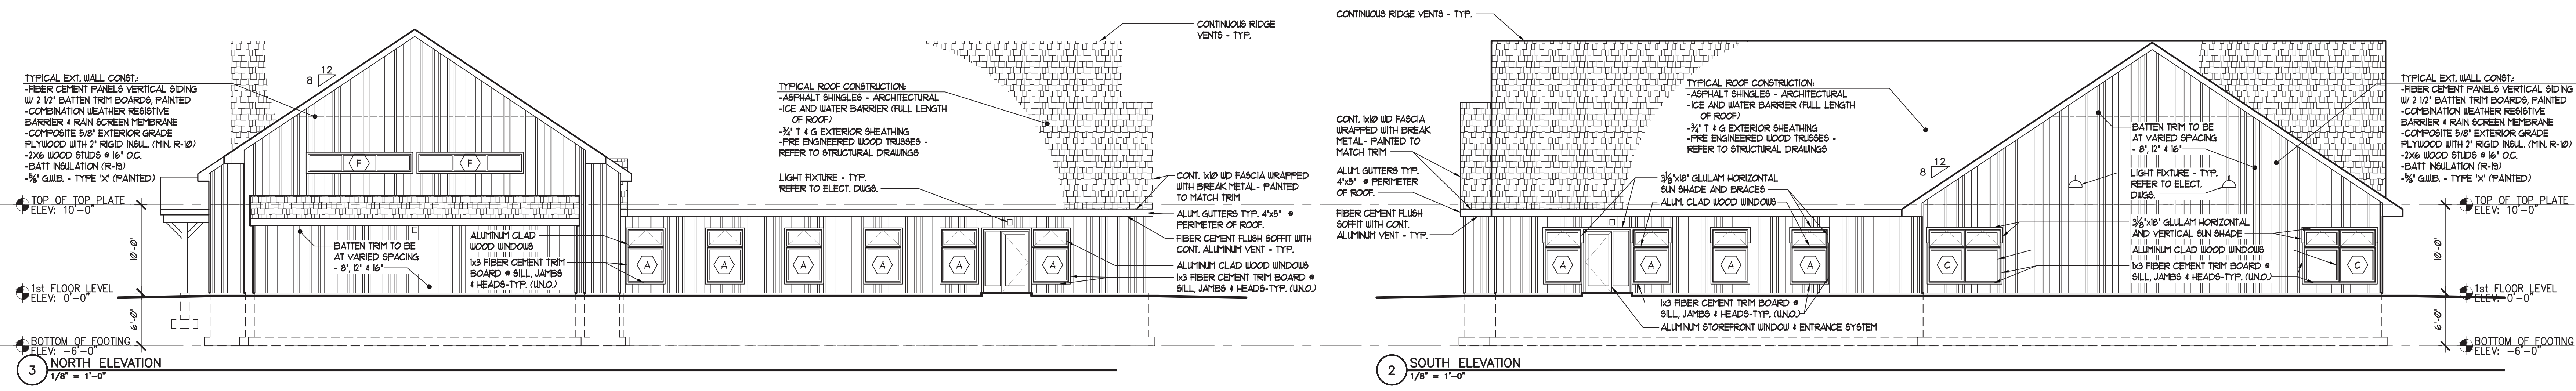 CONTINUOUS RIDGE
VENTS - TYP.
12
8
TYPICAL EXT. WALL CONST.:
-FIBER CEMENT PANELS VERTICAL SIDING
W/ 2 1/2" BATTEN TRIM BOARDS, PAINTED
-COMBINATION WEATHER RESISTIVE
BARRIER & RAIN SCREEN MEMBRANE
-COMPOSITE 5/8" EXTERIOR GRADE
PLYWOOD WITH 2" RIGID INSUL. (MIN. R-10)
-2X6 WOOD STUDS @ 16" O.C.
-BATT INSULATION (R-19)
-5/8" G.W.B. - TYPE 'X' (PAINTED)
TYPICAL ROOF CONSTRUCTION:
-ASPHALT SHINGLES - ARCHITECTURAL
-ICE AND WATER BARRIER (FULL LENGTH
OF ROOF)
-3/4" T & G EXTERIOR SHEATHING
-PRE ENGINEERED WOOD TRUSSES -
REFER TO STRUCTURAL DRAWINGS
LIGHT FIXTURE - TYP.
REFER TO ELECT. DWGS.
F
F
CONT. 1x10 WD FASCIA WRAPPED
WITH BREAK METAL- PAINTED
TO MATCH TRIM
ALUM. GUTTERS TYP. 4"x5" @
PERIMETER OF ROOF.
FIBER CEMENT FLUSH SOFFIT WITH
CONT. ALUMINUM VENT - TYP.
ALUMINUM CLAD WOOD WINDOWS
1x3 FIBER CEMENT TRIM BOARD @
SILL, JAMBS & HEADS-TYP. (U.N.O.)
TOP OF TOP PLATE
ELEV: 10'-0"
10'-0"
BATTEN TRIM TO BE
AT VARIED SPACING
- 8", 12" & 16"
ALUMINUM CLAD
WOOD WINDOWS
1x3 FIBER CEMENT TRIM
BOARD @ SILL, JAMBS
& HEADS-TYP. (U.N.O.)
A
A
A
A
A
A
1st FLOOR LEVEL
ELEV: 0'-0"
6'-0"
BOTTOM OF FOOTING
ELEV: -6'-0"
3
NORTH ELEVATION
1/8" = 1'-0"
CONTINUOUS RIDGE VENTS - TYP.
CONT. 1x10 WD FASCIA
WRAPPED WITH BREAK
METAL- PAINTED TO
MATCH TRIM
ALUM. GUTTERS TYP.
4"x5" @ PERIMETER
OF ROOF.
FIBER CEMENT FLUSH
SOFFIT WITH CONT.
ALUMINUM VENT - TYP.
TYPICAL ROOF CONSTRUCTION:
-ASPHALT SHINGLES - ARCHITECTURAL
-ICE AND WATER BARRIER (FULL LENGTH
OF ROOF)
-3/4" T & G EXTERIOR SHEATHING
-PRE ENGINEERED WOOD TRUSSES -
REFER TO STRUCTURAL DRAWINGS
3 1/8"x18" GLULAM HORIZONTAL
SUN SHADE AND BRACES
ALUM. CLAD WOOD WINDOWS
12
8
BATTEN TRIM TO BE
AT VARIED SPACING
- 8", 12" & 16"
LIGHT FIXTURE - TYP.
REFER TO ELECT.
DWGS.
3 1/8"x18" GLULAM HORIZONTAL
AND VERTICAL SUN SHADE
ALUMINUM CLAD WOOD WINDOWS
1x3 FIBER CEMENT TRIM BOARD @
SILL, JAMBS & HEADS-TYP. (U.N.O.)
A
A
A
A
C
C
1x3 FIBER CEMENT TRIM BOARD @
SILL, JAMBS & HEADS-TYP. (U.N.O.)
ALUMINUM STOREFRONT WINDOW & ENTRANCE SYSTEM
TYPICAL EXT. WALL CONST.:
-FIBER CEMENT PANELS VERTICAL SIDING
W/ 2 1/2" BATTEN TRIM BOARDS, PAINTED
-COMBINATION WEATHER RESISTIVE
BARRIER & RAIN SCREEN MEMBRANE
-COMPOSITE 5/8" EXTERIOR GRADE
PLYWOOD WITH 2" RIGID INSUL. (MIN. R-10)
-2X6 WOOD STUDS @ 16" O.C.
-BATT INSULATION (R-19)
-5/8" G.W.B. - TYPE 'X' (PAINTED)
TOP OF TOP PLATE
ELEV: 10'-0"
10'-0"
1st FLOOR LEVEL
ELEV: 0'-0"
6'-0"
BOTTOM OF FOOTING
ELEV: -6'-0"
2
SOUTH ELEVATION
1/8" = 1'-0"